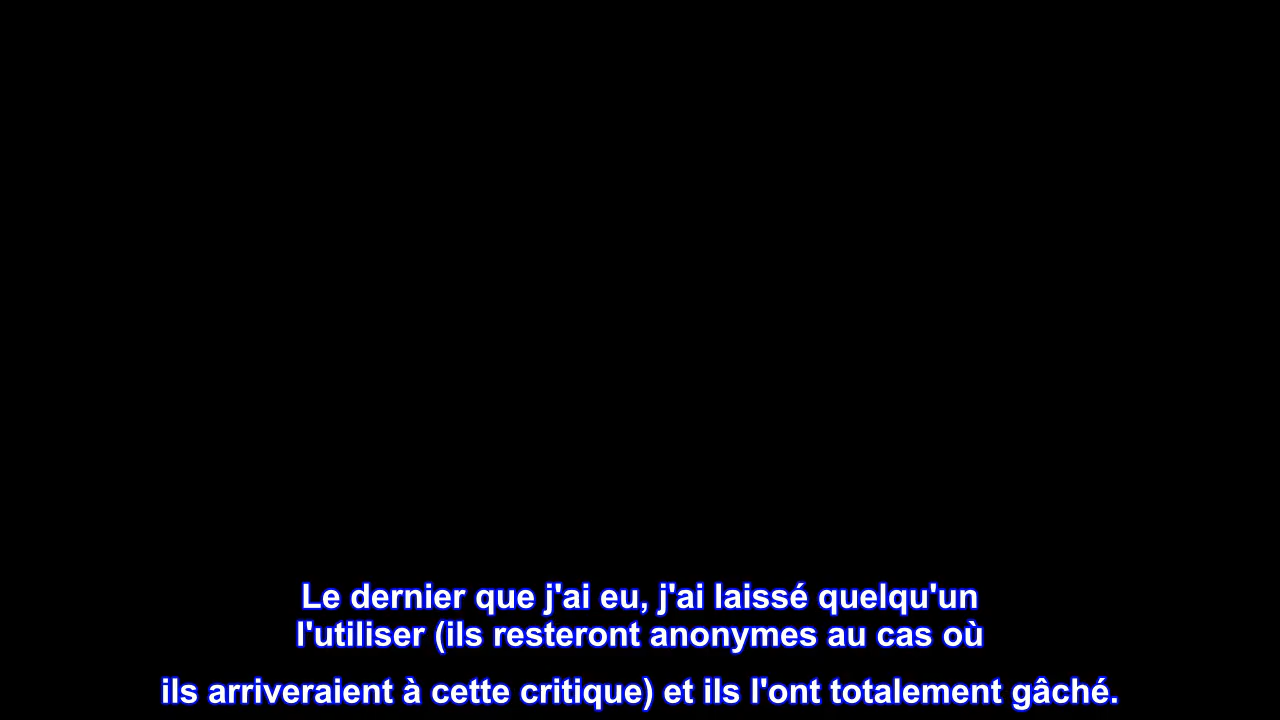 Le dernier que j'ai eu, j'ai laissé quelqu'un
l'utiliser (ils resteront anonymes au cas où
ils arriveraient à cette critique) et ils l'ont totalement gâché.